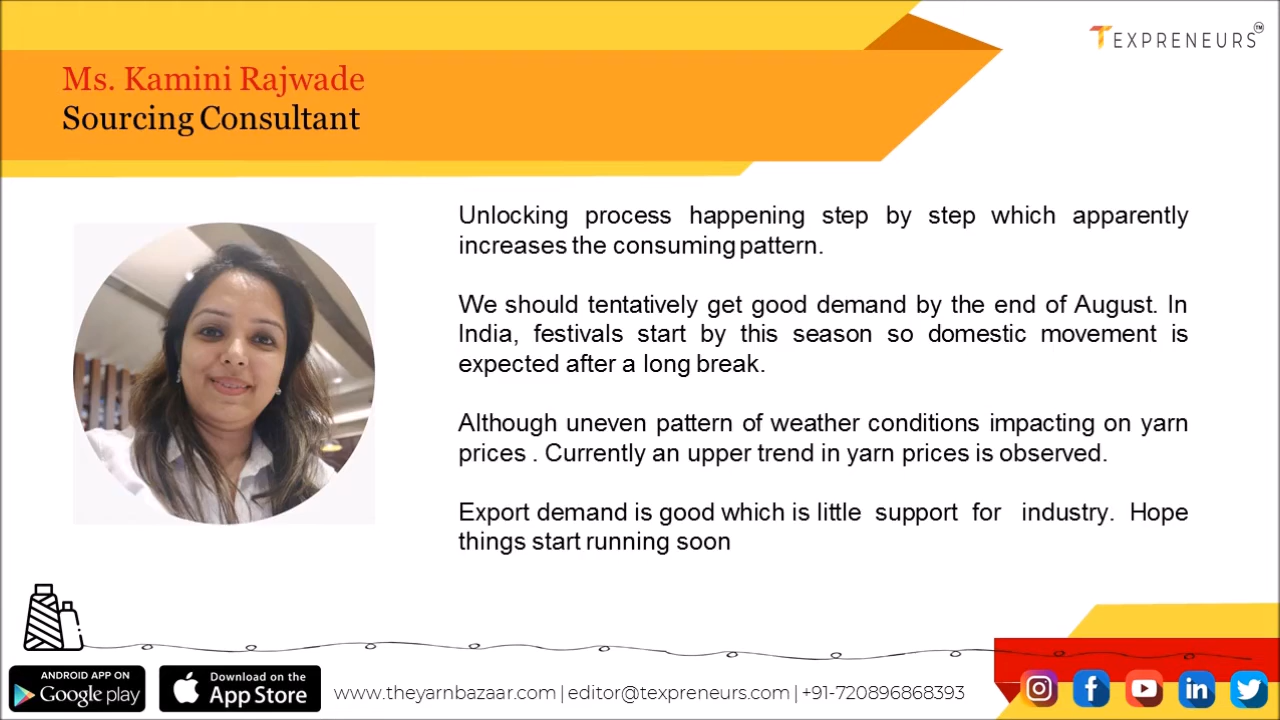 TEXPRENEURS™
Ms. Kamini Rajwade
Sourcing Consultant
Unlocking process happening step by step which apparently
increases the consuming pattern.
We should tentatively get good demand by the end of August. In
India, festivals start by this season so domestic movement is
expected after a long break.
Although uneven pattern of weather conditions impacting on yarn
prices . Currently an upper trend in yarn prices is observed.
Export demand is good which is little support for industry. Hope
things start running soon
ANDROID APP ON
Google play
Download on the
App Store
www.theyarnbazaar.com | editor@texpreneurs.com | +91-720896868393